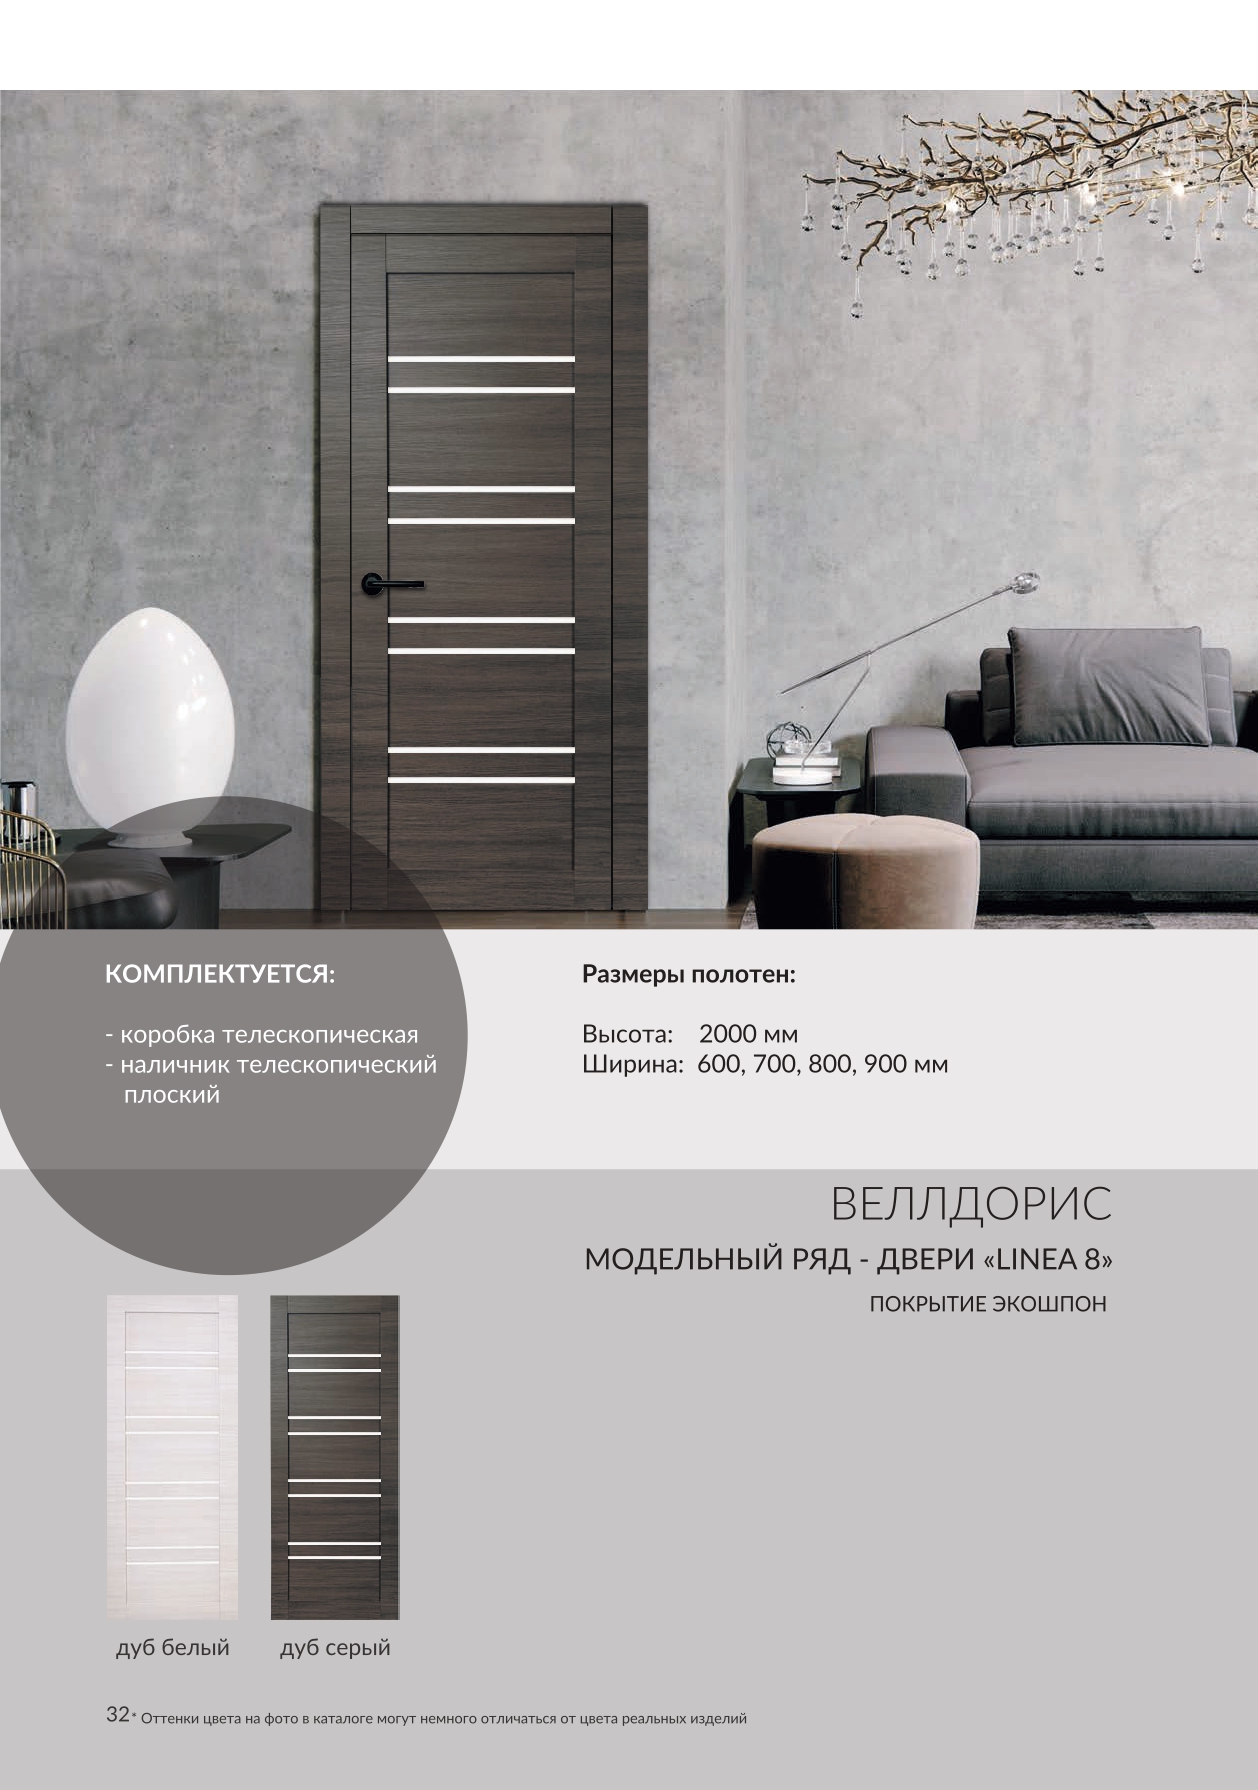 КОМПЛЕКТУЕТСЯ:
- коробка телескопическая
- наличник телескопический
плоский
Размеры полотен:
Высота: 2000 мм
Ширина: 600, 700, 800, 900 мм
ВЕЛЛДОРИС
МОДЕЛЬНЫЙ РЯД - ДВЕРИ «LINEA 8»
ПОКРЫТИЕ ЭКОШПОН
дуб белый
дуб серый
32* Оттенки цвета на фото в каталоге могут немного отличаться от цвета реальных изделий